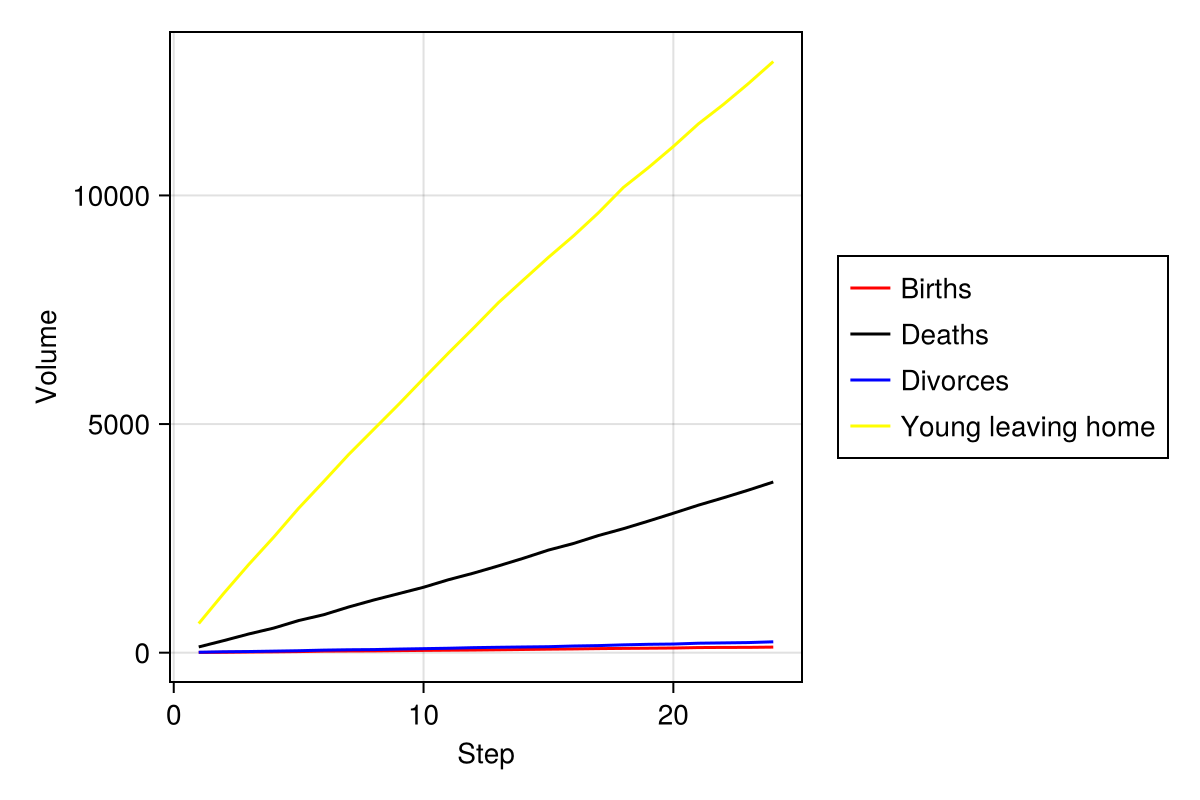 10000
5000
0
Volume
0
10
20
Step
Births
Deaths
Divorces
Young leaving home